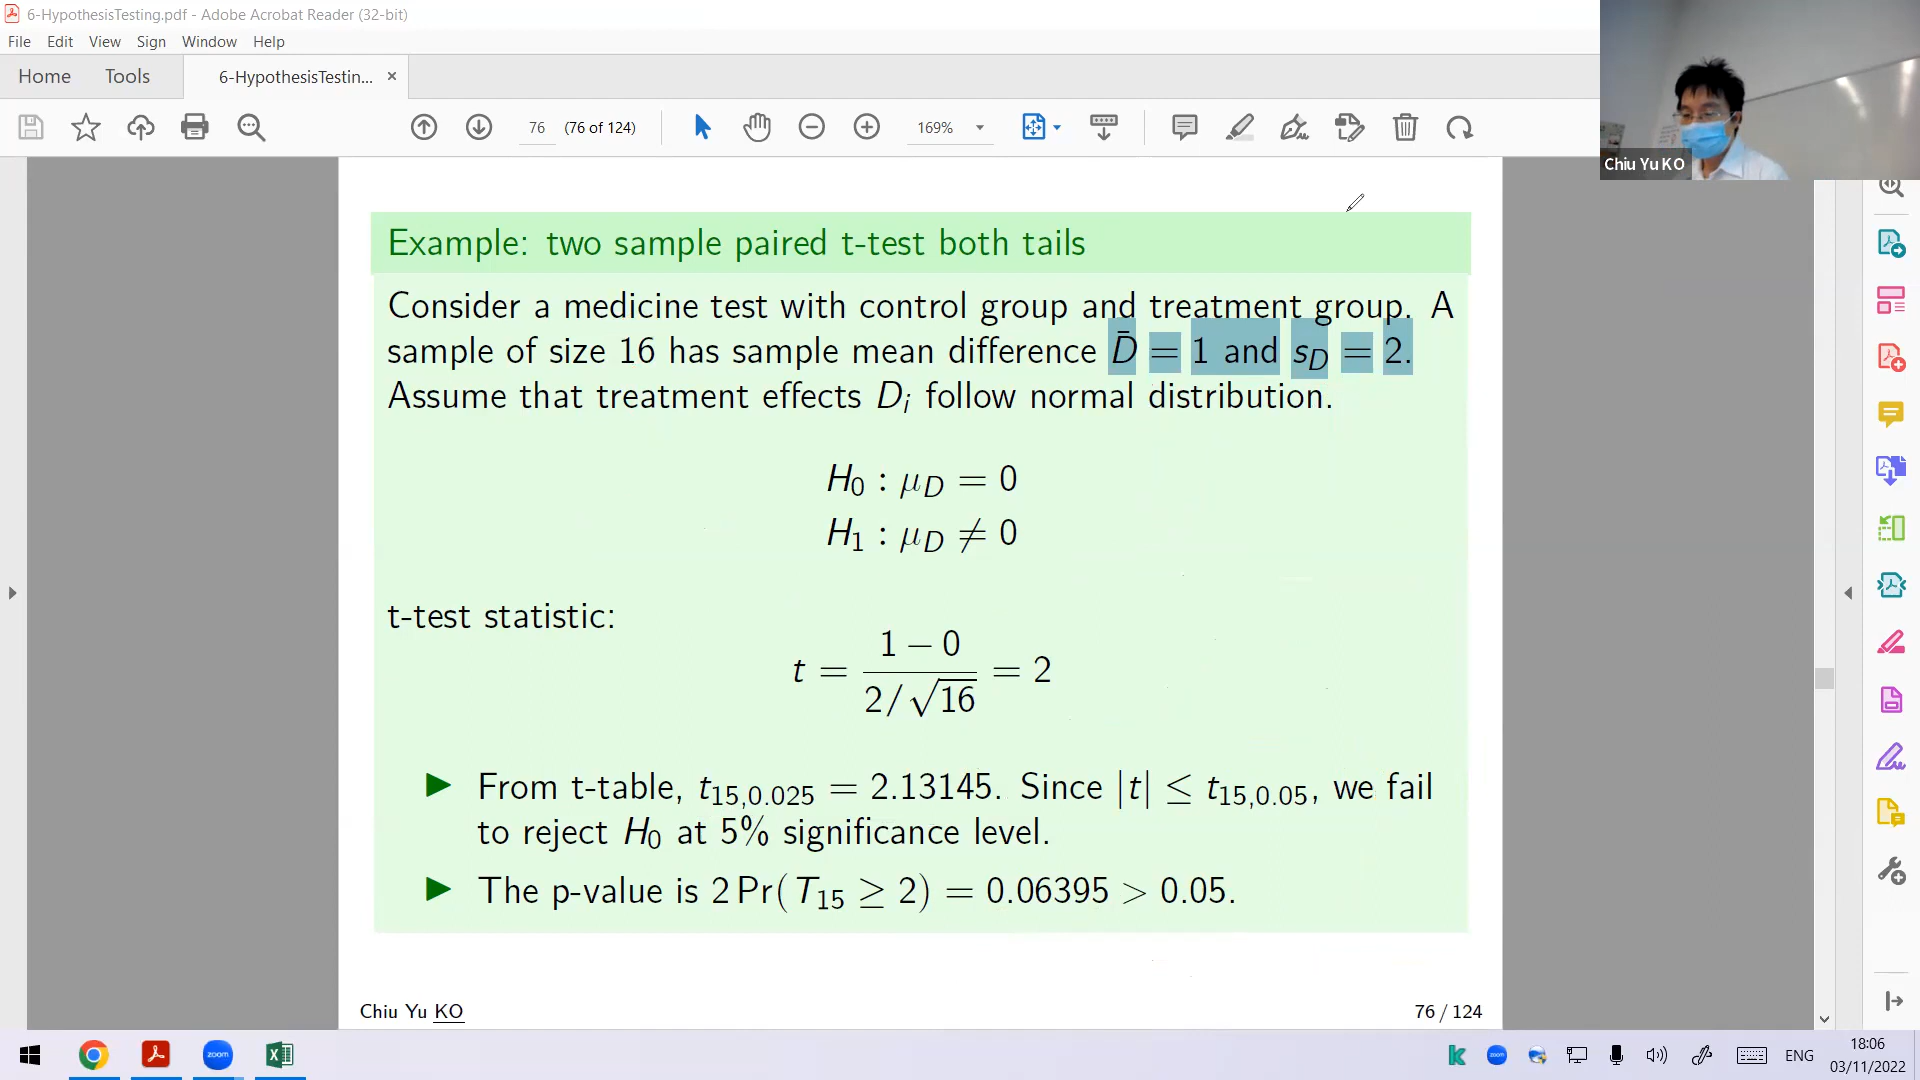 6-HypothesisTesting.pdf - Adobe Acrobat Reader (32-bit)
File Edit View Sign Window Help
Home Tools 6-HypothesisTestin... ×
76 (76 of 124) 169%
Chiu Yu KO
Example: two sample paired t-test both tails
Consider a medicine test with control group and treatment group. A
sample of size 16 has sample mean difference D̄ = 1 and s_D = 2.
Assume that treatment effects D_i follow normal distribution.
H₀ : μ_D = 0
H₁ : μ_D ≠ 0
t-test statistic:
t = (1 − 0) / (2/√16) = 2
▶ From t-table, t₁₅,₀.₀₂₅ = 2.13145. Since |t| ≤ t₁₅,₀.₀₅, we fail
to reject H₀ at 5% significance level.
▶ The p-value is 2 Pr(T₁₅ ≥ 2) = 0.06395 > 0.05.
Chiu Yu KO 76 / 124
zoom
k zoom ENG
18:06
03/11/2022